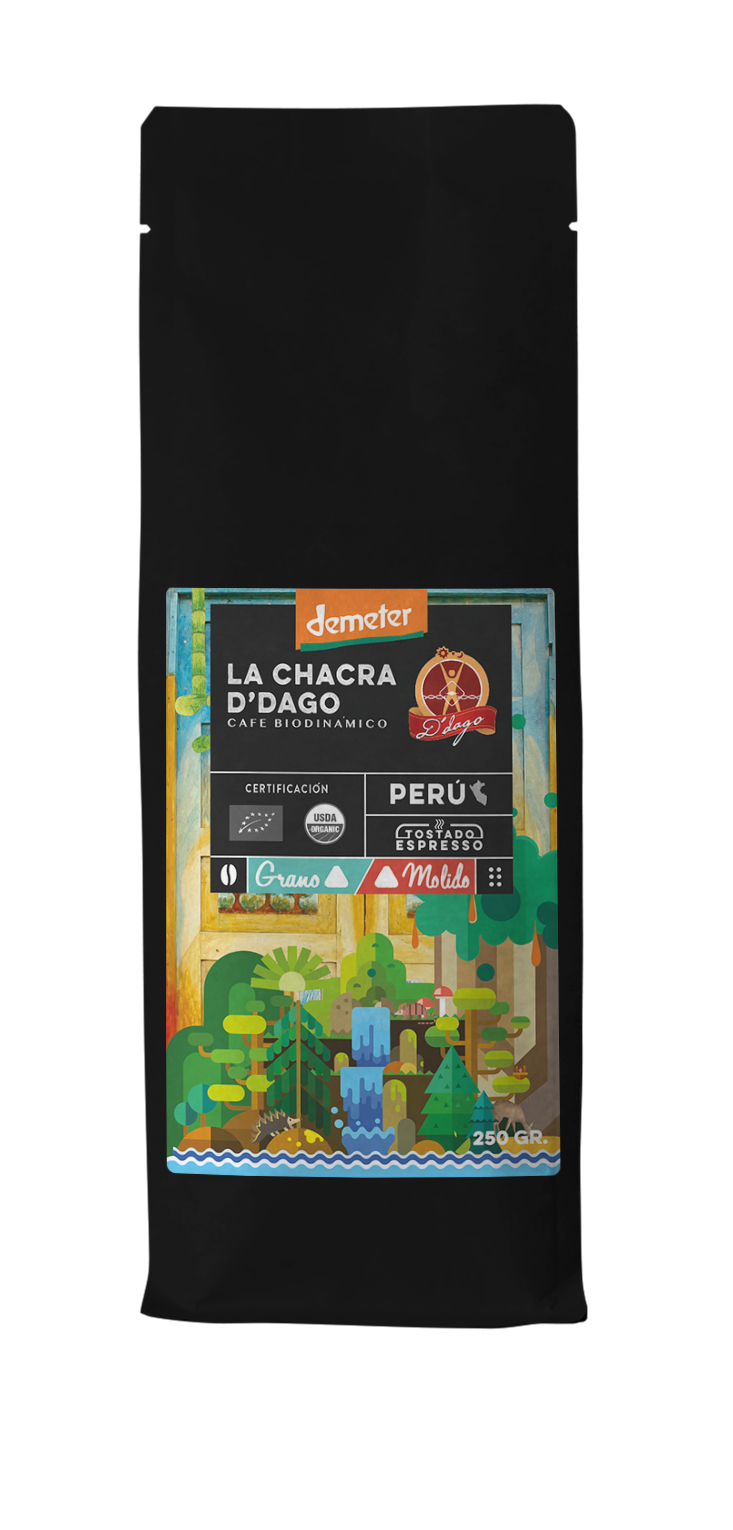 demeter
LA CHACRA
D'DAGO
CAFE BIODINÁMICO
D'dago
CERTIFICACIÓN
USDA
ORGANIC
PERÚ
TOSTADO
ESPRESSO
Grano
Molido
250 GR.